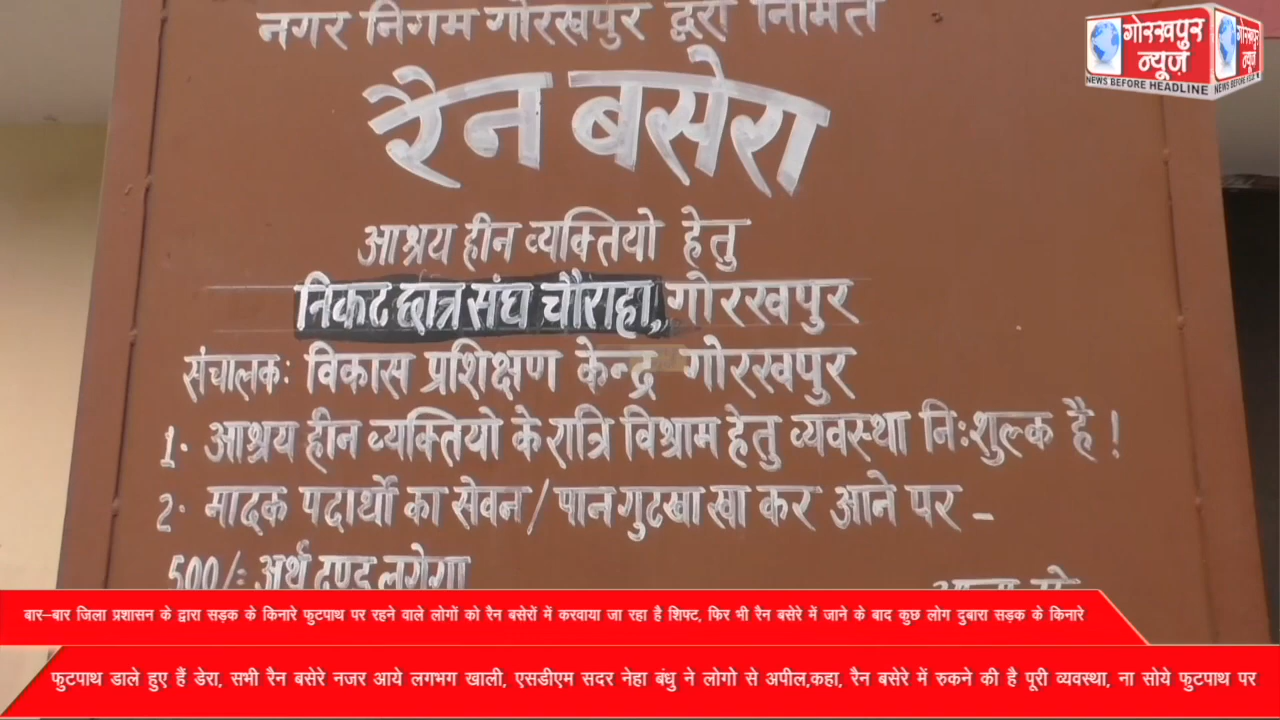 नगर निगम गोरखपुर द्वरा निर्मित
रैन बसेरा
आश्रय हीन व्यक्तियो हेतु
निकट छात्र संघ चौराहा, गोरखपुर
संचालक: विकास प्रशिक्षण केन्द्र गोरखपुर
1. आश्रय हीन व्यक्तियो के रात्रि विश्राम हेतु व्यवस्था नि:शुल्क है !
2. मादक पदार्थो का सेवन / पान गुटखा खा कर आने पर -
500/= अर्थ दण्ड लगेगा
गोरखपुर
न्यूज़
NEWS BEFORE HEADLINE
गोरखपुर
न्यूज़
बार-बार जिला प्रशासन के द्वारा सड़क के किनारे फुटपाथ पर रहने वाले लोगों को रैन बसेरों में करवाया जा रहा है शिफ्ट, फिर भी रैन बसेरे में जाने के बाद कुछ लोग दुबारा सड़क के किनारे
फुटपाथ डाले हुए हैं डेरा, सभी रैन बसेरे नजर आये लगभग खाली, एसडीएम सदर नेहा बंधु ने लोगो से अपील,कहा, रैन बसेरे में रुकने की है पूरी व्यवस्था, ना सोये फुटपाथ पर